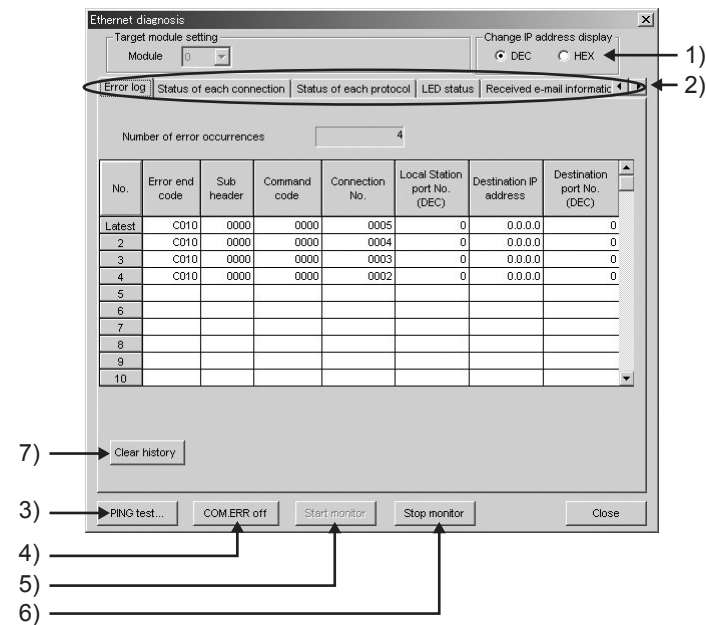 Ethernet diagnosis
Target module setting
Module 0
Change IP address display
DEC HEX
1)
Error log Status of each connection Status of each protocol LED status Received e-mail informatic
2)
Number of error occurrences 4
No. Error end code Sub header Command code Connection No. Local Station port No. (DEC) Destination IP address Destination port No. (DEC)
Latest C010 0000 0000 0005 0 0.0.0.0 0
2 C010 0000 0000 0004 0 0.0.0.0 0
3 C010 0000 0000 0003 0 0.0.0.0 0
4 C010 0000 0000 0002 0 0.0.0.0 0
5
6
7
8
9
10
7) Clear history
3) PING test... COM.ERR off Start monitor Stop monitor Close
4)
5)
6)